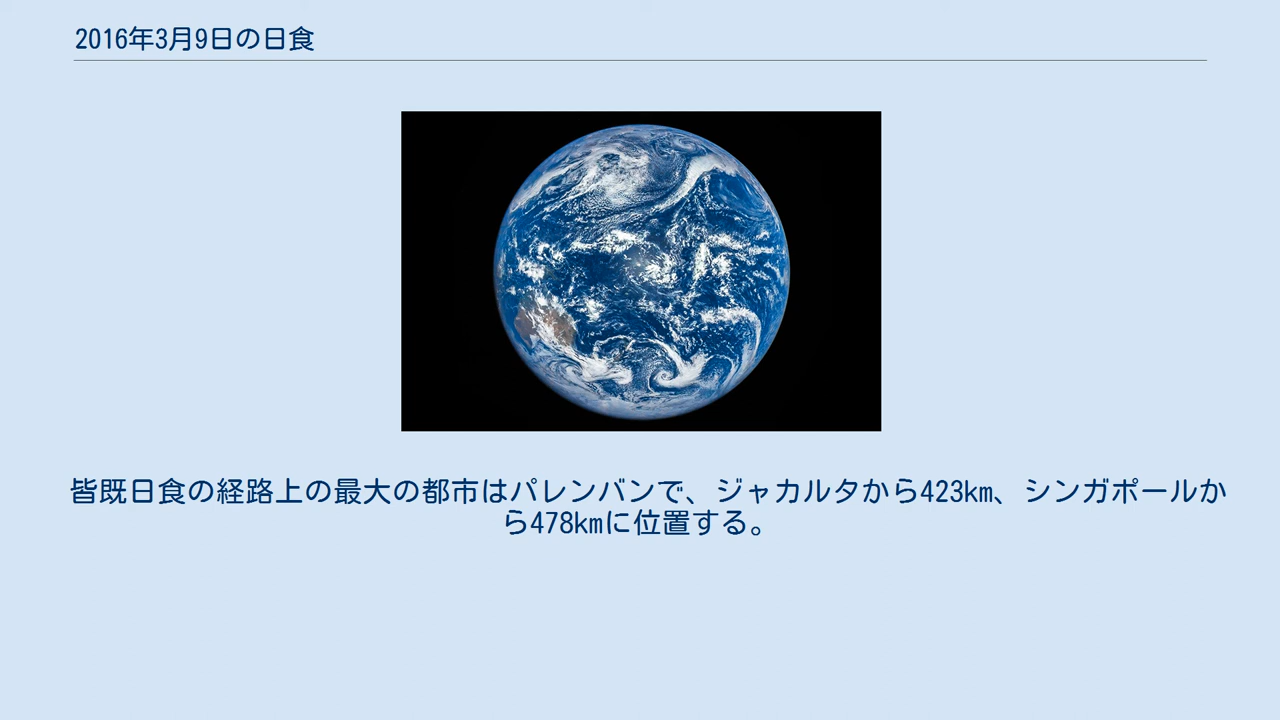 2016年3月9日の日食
皆既日食の経路上の最大の都市はパレンバンで、ジャカルタから423km、シンガポールか
ら478kmに位置する。